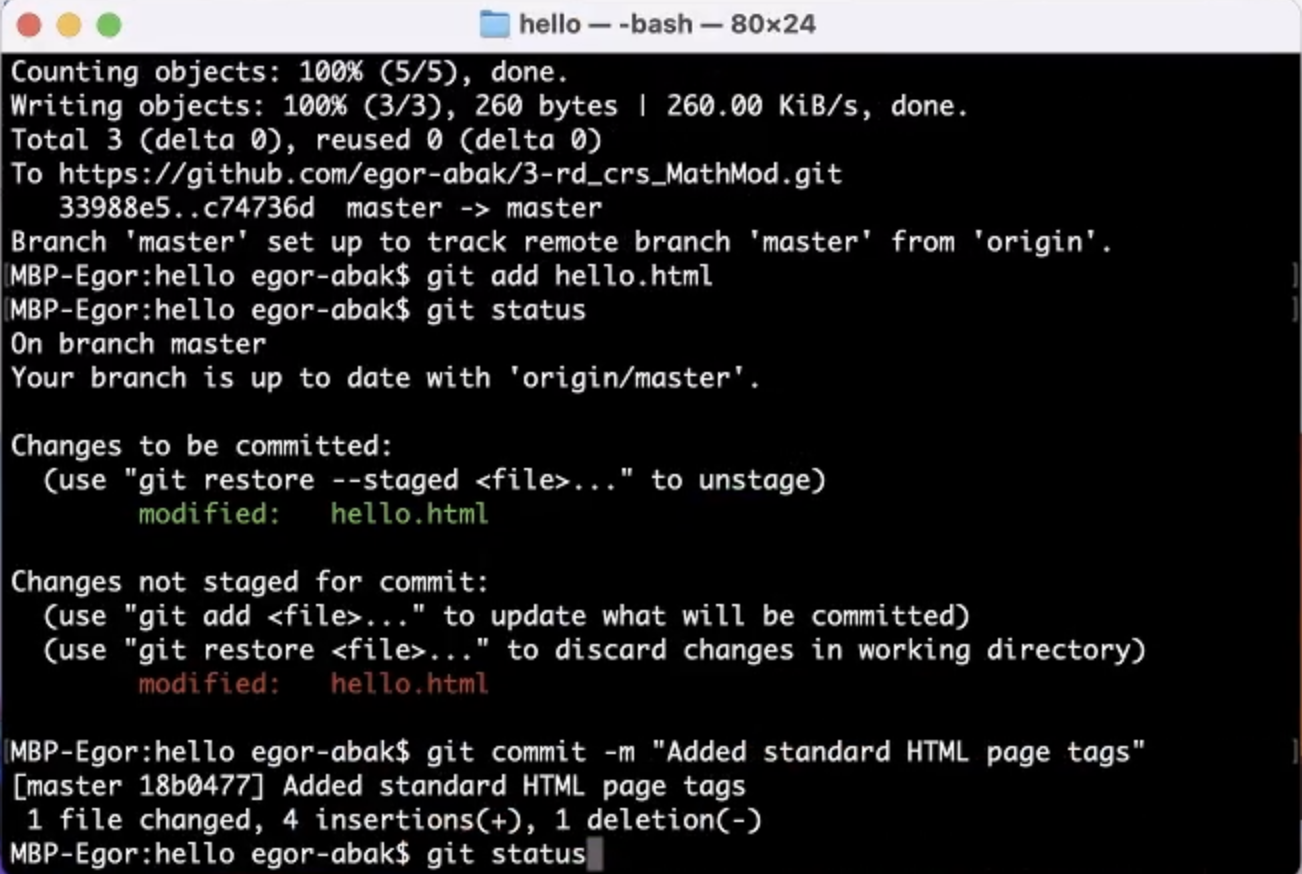 hello — -bash — 80×24
Counting objects: 100% (5/5), done.
Writing objects: 100% (3/3), 260 bytes | 260.00 KiB/s, done.
Total 3 (delta 0), reused 0 (delta 0)
To https://github.com/egor-abak/3-rd_crs_MathMod.git
   33988e5..c74736d  master -> master
Branch 'master' set up to track remote branch 'master' from 'origin'.
[MBP-Egor:hello egor-abak$ git add hello.html ]
[MBP-Egor:hello egor-abak$ git status ]
On branch master
Your branch is up to date with 'origin/master'.

Changes to be committed:
  (use "git restore --staged <file>..." to unstage)
        modified:   hello.html

Changes not staged for commit:
  (use "git add <file>..." to update what will be committed)
  (use "git restore <file>..." to discard changes in working directory)
        modified:   hello.html

[MBP-Egor:hello egor-abak$ git commit -m "Added standard HTML page tags" ]
[master 18b0477] Added standard HTML page tags
 1 file changed, 4 insertions(+), 1 deletion(-)
MBP-Egor:hello egor-abak$ git status